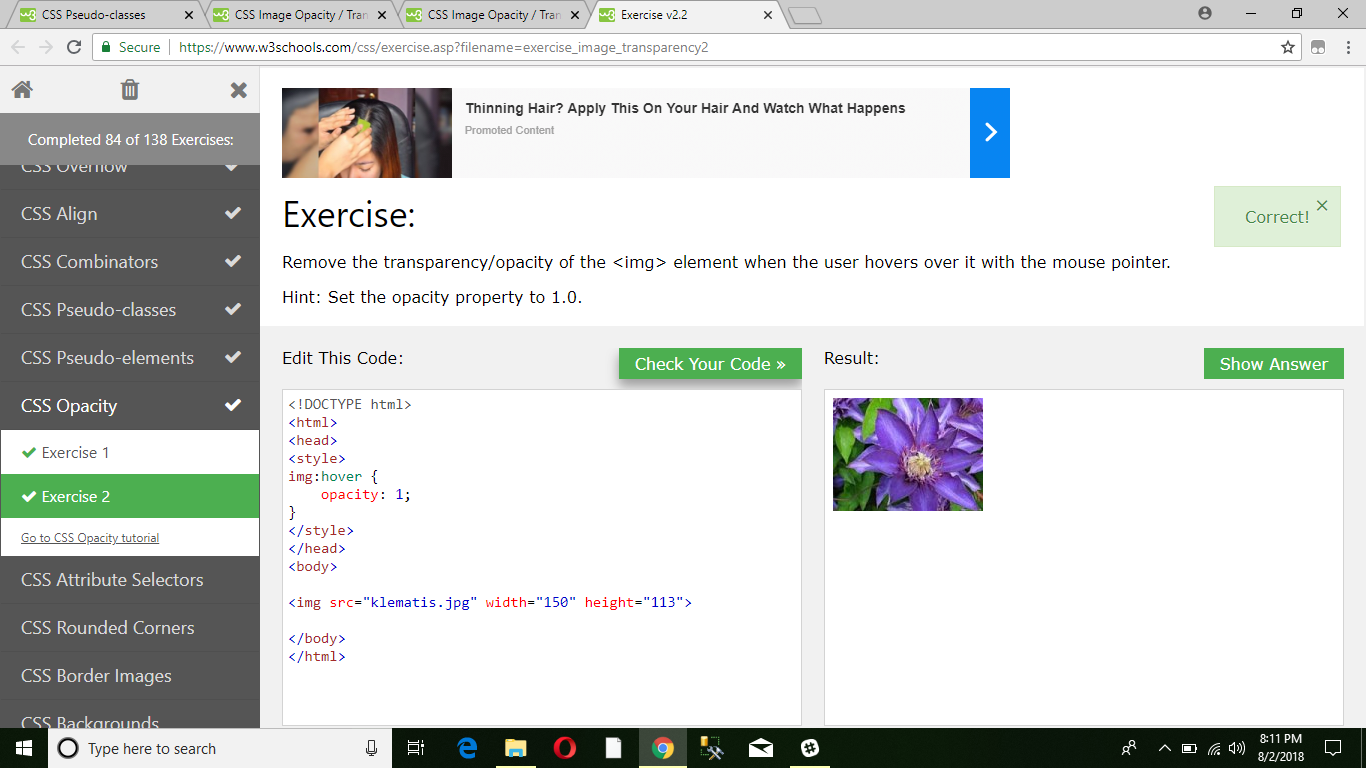 CSS Pseudo-classes
CSS Image Opacity / Tran
CSS Image Opacity / Tran
Exercise v2.2
Secure
https://www.w3schools.com/css/exercise.asp?filename=exercise_image_transparency2
Completed 84 of 138 Exercises:
CSS Overflow
CSS Align
CSS Combinators
CSS Pseudo-classes
CSS Pseudo-elements
CSS Opacity
Exercise 1
Exercise 2
Go to CSS Opacity tutorial
CSS Attribute Selectors
CSS Rounded Corners
CSS Border Images
CSS Backgrounds
Thinning Hair? Apply This On Your Hair And Watch What Happens
Promoted Content
Exercise:
Correct!
Remove the transparency/opacity of the <img> element when the user hovers over it with the mouse pointer.
Hint: Set the opacity property to 1.0.
Edit This Code:
Check Your Code »
<!DOCTYPE html>
<html>
<head>
<style>
img:hover {
    opacity: 1;
}
</style>
</head>
<body>
<img src="klematis.jpg" width="150" height="113">
</body>
</html>
Result:
Show Answer
Type here to search
8:11 PM
8/2/2018